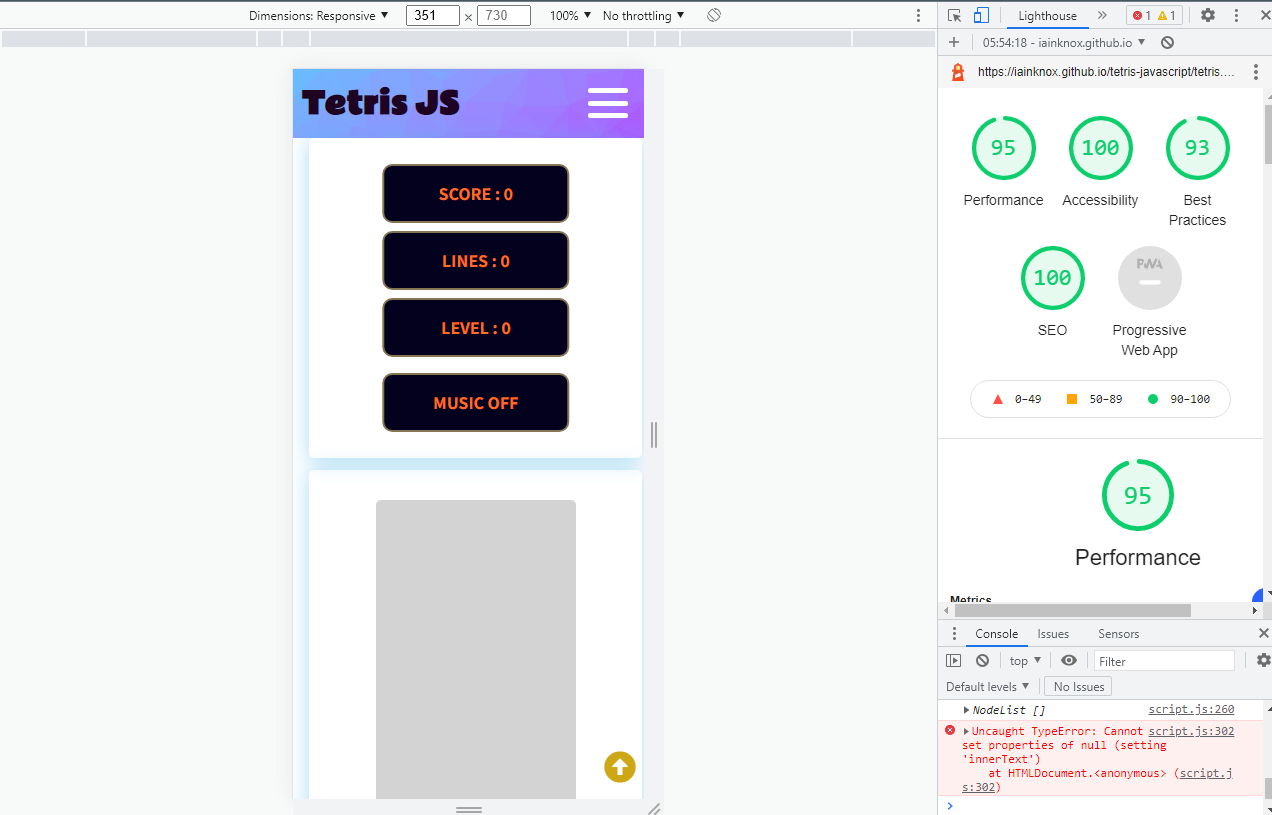 Dimensions: Responsive ▼ 351 × 730 100% ▼ No throttling ▼
Lighthouse » 1 1
05:54:18 - iainknox.github.io ▼
https://iainknox.github.io/tetris-javascript/tetris....
Tetris JS
SCORE : 0
LINES : 0
LEVEL : 0
MUSIC OFF
95 100 93
Performance Accessibility Best
Practices
100 PWA
SEO Progressive
Web App
0–49 50–89 90–100
95
Performance
Metrics
Console Issues Sensors
top ▼ Filter
Default levels ▼ No Issues
NodeList [] script.js:260
Uncaught TypeError: Cannot script.js:302
set properties of null (setting
'innerText')
at HTMLDocument.<anonymous> (script.j
s:302)